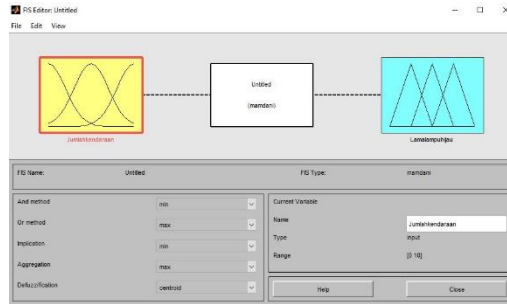 FIS Editor: Untitled
File Edit View
Untitled
(mamdani)
Jumlahkendaraan
Lamalampuhijau
FIS Name: Untitled FIS Type: mamdani
And method min
Or method max
Implication min
Aggregation max
Defuzzification centroid
Current Variable
Name Jumlahkendaraan
Type input
Range [0 10]
Help Close